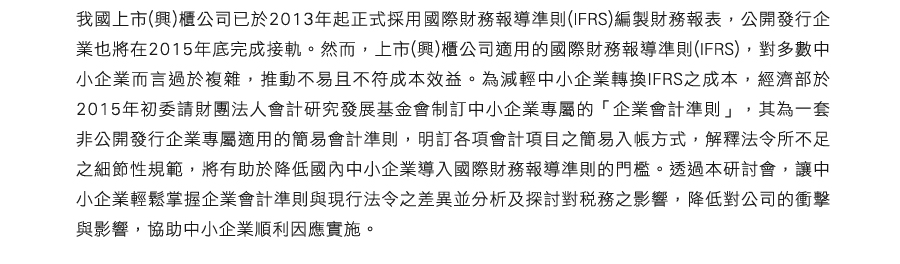 我國上市(興)櫃公司已於2013年起正式採用國際財務報導準則(IFRS)編製財務報表，公開發行企
業也將在2015年底完成接軌。然而，上市(興)櫃公司適用的國際財務報導準則(IFRS)，對多數中
小企業而言過於複雜，推動不易且不符成本效益。為減輕中小企業轉換IFRS之成本，經濟部於
2015年初委請財團法人會計研究發展基金會制訂中小企業專屬的「企業會計準則」，其為一套
非公開發行企業專屬適用的簡易會計準則，明訂各項會計項目之簡易入帳方式，解釋法令所不足
之細節性規範，將有助於降低國內中小企業導入國際財務報導準則的門檻。透過本研討會，讓中
小企業輕鬆掌握企業會計準則與現行法令之差異並分析及探討對稅務之影響，降低對公司的衝擊
與影響，協助中小企業順利因應實施。